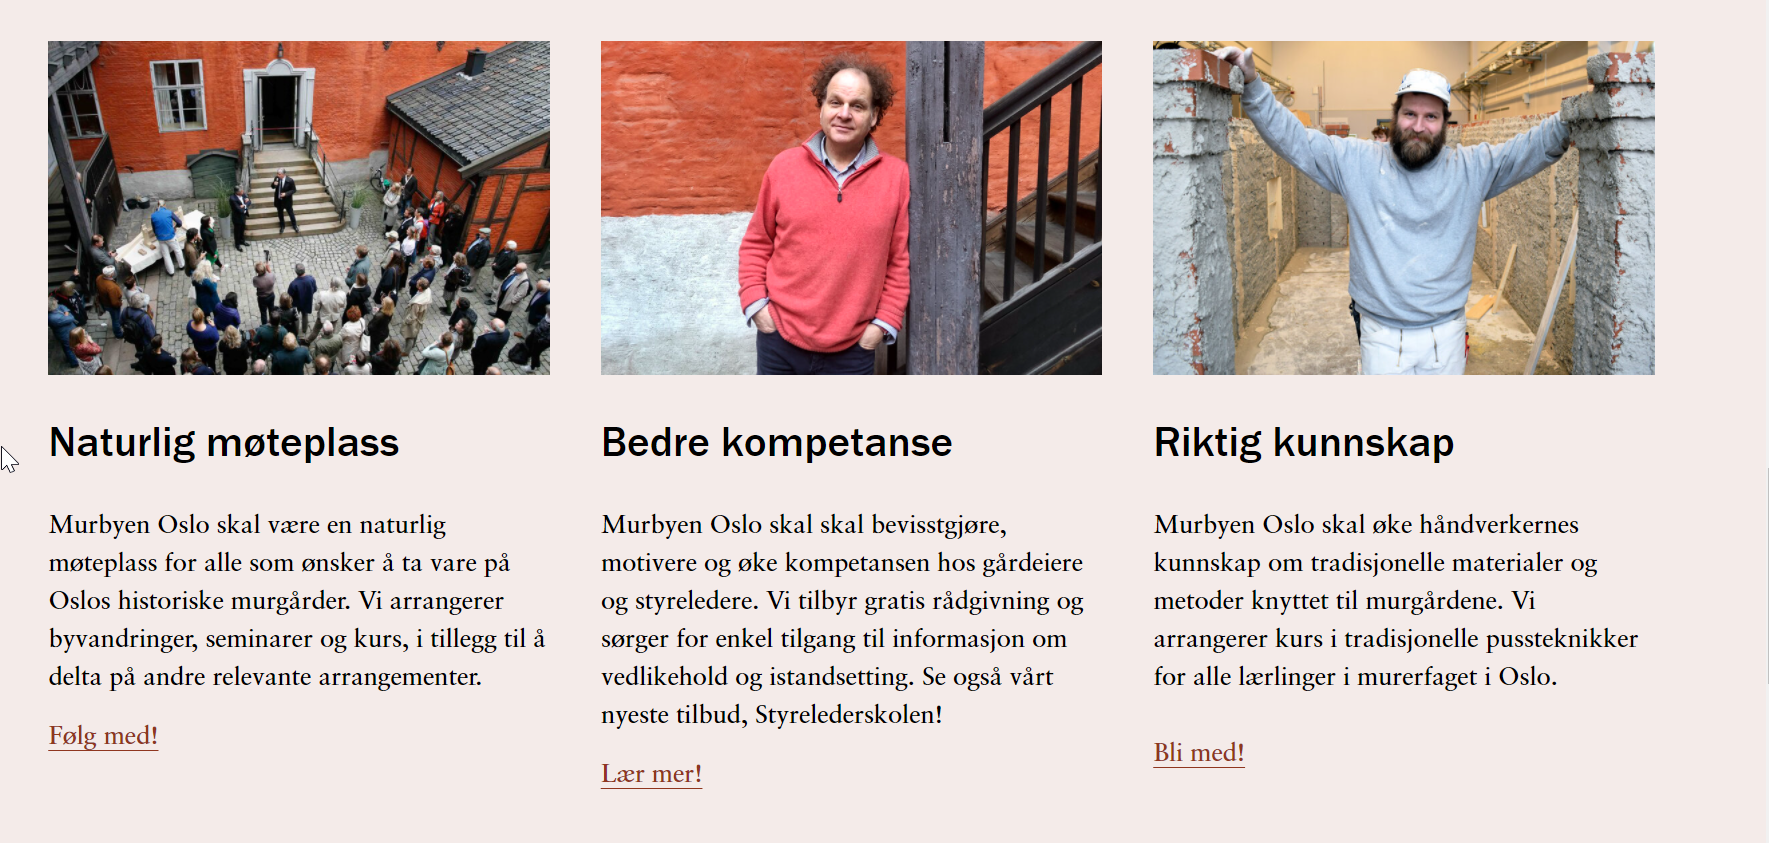 Naturlig møteplass
Murbyen Oslo skal være en naturlig
møteplass for alle som ønsker å ta vare på
Oslos historiske murgårder. Vi arrangerer
byvandringer, seminarer og kurs, i tillegg til å
delta på andre relevante arrangementer.
Følg med!
Bedre kompetanse
Murbyen Oslo skal skal bevisstgjøre,
motivere og øke kompetansen hos gårdeiere
og styreledere. Vi tilbyr gratis rådgivning og
sørger for enkel tilgang til informasjon om
vedlikehold og istandsetting. Se også vårt
nyeste tilbud, Styrelederskolen!
Lær mer!
Riktig kunnskap
Murbyen Oslo skal øke håndverkernes
kunnskap om tradisjonelle materialer og
metoder knyttet til murgårdene. Vi
arrangerer kurs i tradisjonelle pussteknikker
for alle lærlinger i murerfaget i Oslo.
Bli med!